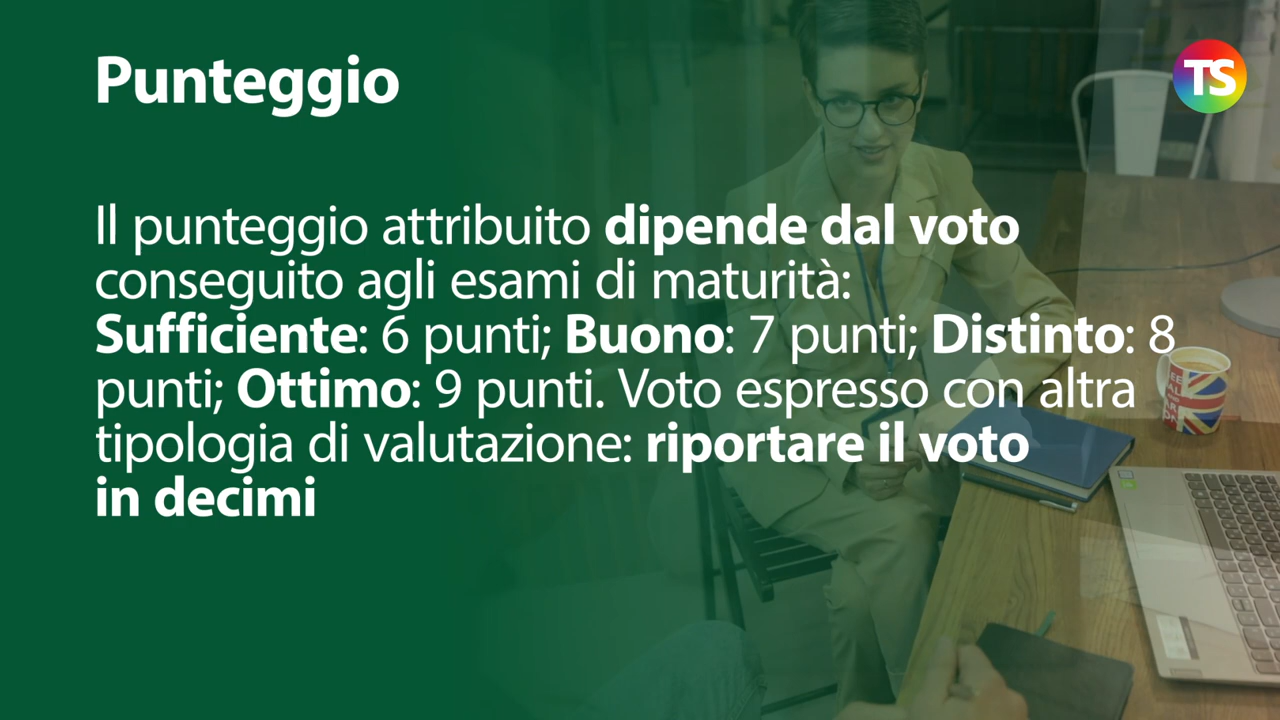 Punteggio
TS
Il punteggio attribuito dipende dal voto
conseguito agli esami di maturità:
Sufficiente: 6 punti; Buono: 7 punti; Distinto: 8
punti; Ottimo: 9 punti. Voto espresso con altra
tipologia di valutazione: riportare il voto
in decimi